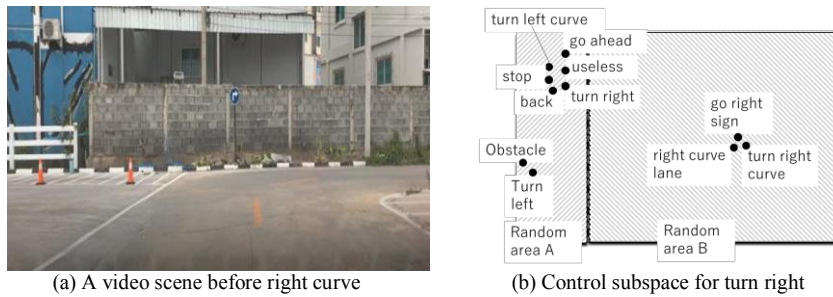 turn left curve
go ahead
stop
useless
back
turn right
go right
sign
right curve
lane
turn right
curve
Obstacle
Turn
left
Random
area A
Random
area B
(a) A video scene before right curve
(b) Control subspace for turn right